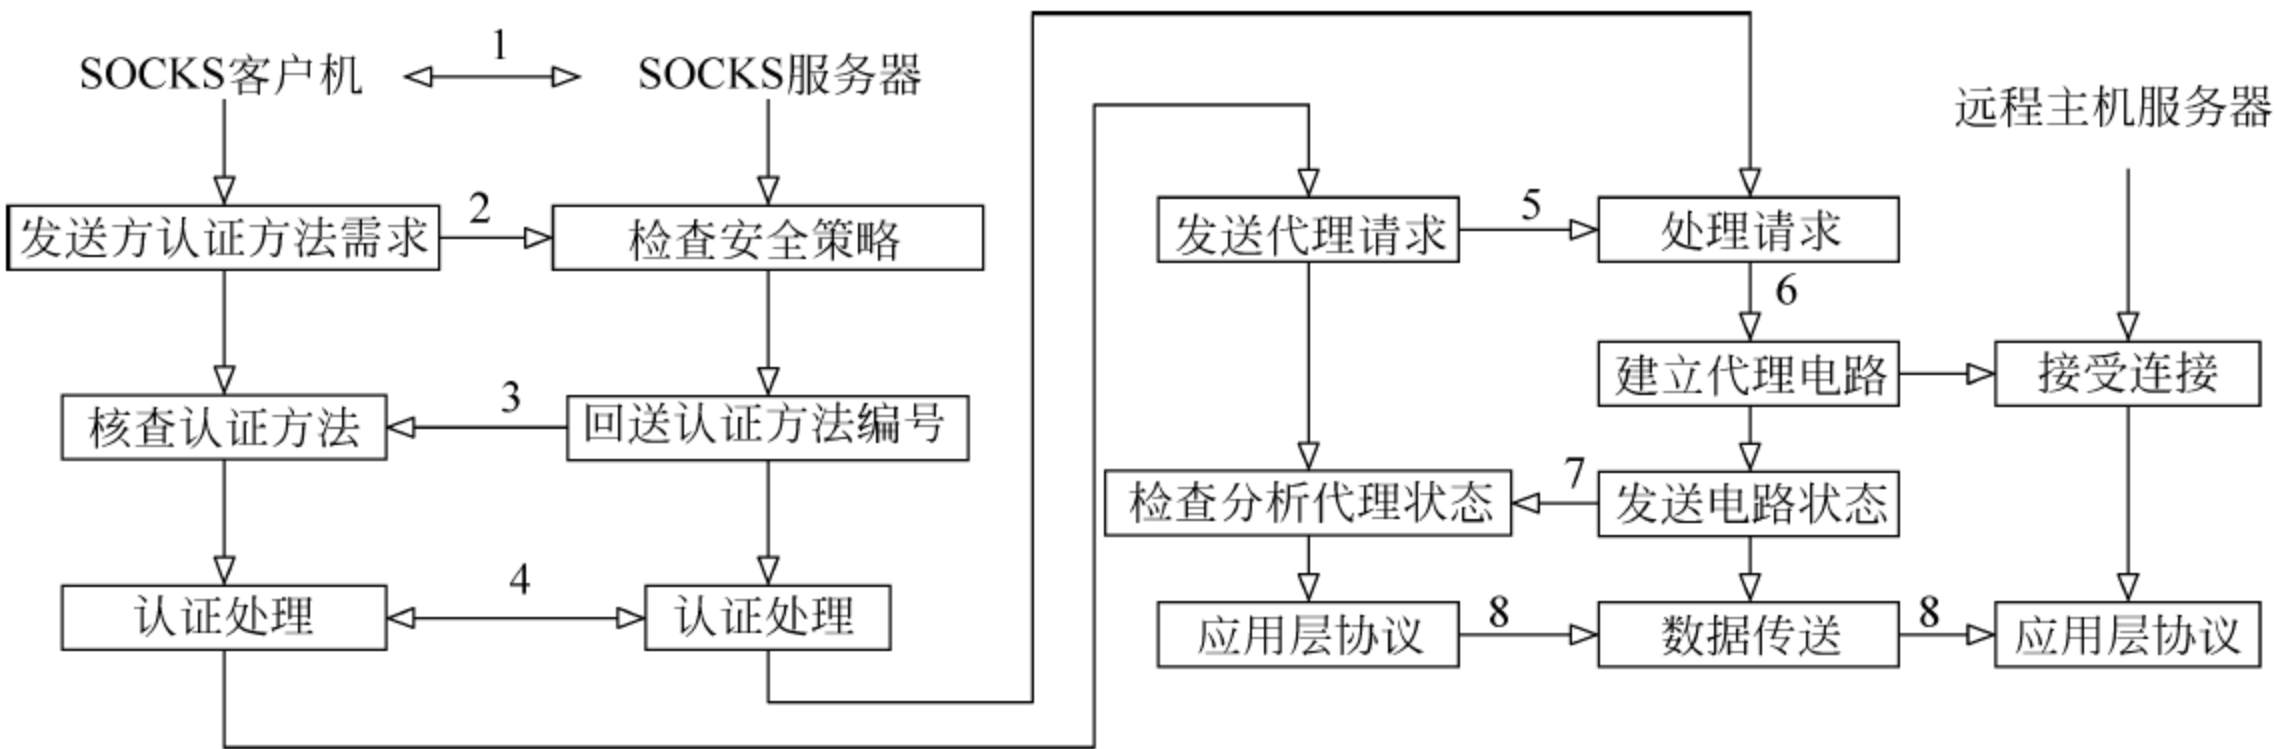 SOCKS客户机
1
SOCKS服务器
远程主机服务器
发送方认证方法需求
2
检查安全策略
发送代理请求
5
处理请求
6
建立代理电路
接受连接
核查认证方法
3
回送认证方法编号
检查分析代理状态
7
发送电路状态
认证处理
4
认证处理
应用层协议
8
数据传送
8
应用层协议